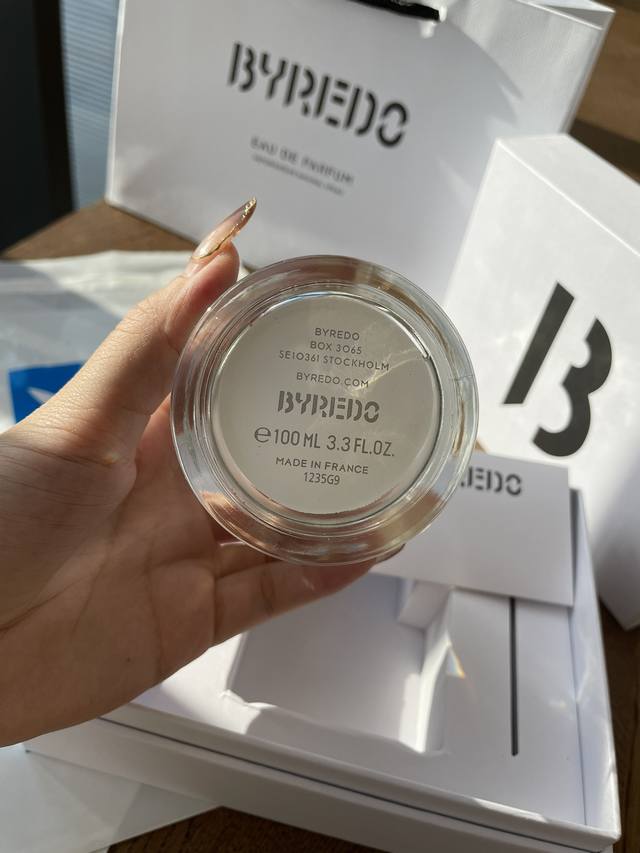 BYREDO
EAU DE PARFUM
BYREDO
BOX 3065
SE10361 STOCKHOLM
BYREDO.COM
BYREDO
℮100 ML 3.3 FL.OZ.
MADE IN FRANCE
1235G9
B
REDO